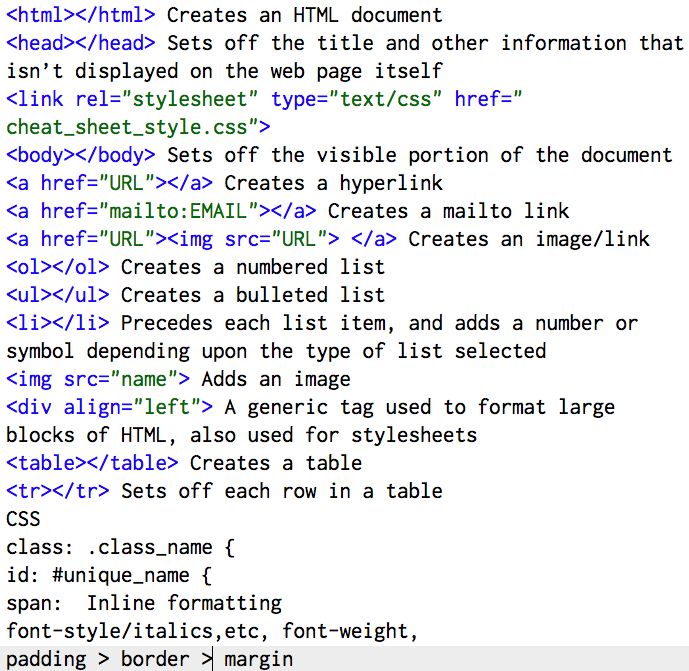 <html></html> Creates an HTML document
<head></head> Sets off the title and other information that
isn’t displayed on the web page itself
<link rel="stylesheet" type="text/css" href="
cheat_sheet_style.css">
<body></body> Sets off the visible portion of the document
<a href="URL"></a> Creates a hyperlink
<a href="mailto:EMAIL"></a> Creates a mailto link
<a href="URL"><img src="URL"> </a> Creates an image/link
<ol></ol> Creates a numbered list
<ul></ul> Creates a bulleted list
<li></li> Precedes each list item, and adds a number or
symbol depending upon the type of list selected
<img src="name"> Adds an image
<div align="left"> A generic tag used to format large
blocks of HTML, also used for stylesheets
<table></table> Creates a table
<tr></tr> Sets off each row in a table
CSS
class: .class_name {
id: #unique_name {
span:  Inline formatting
font-style/italics,etc, font-weight,
padding > border > margin